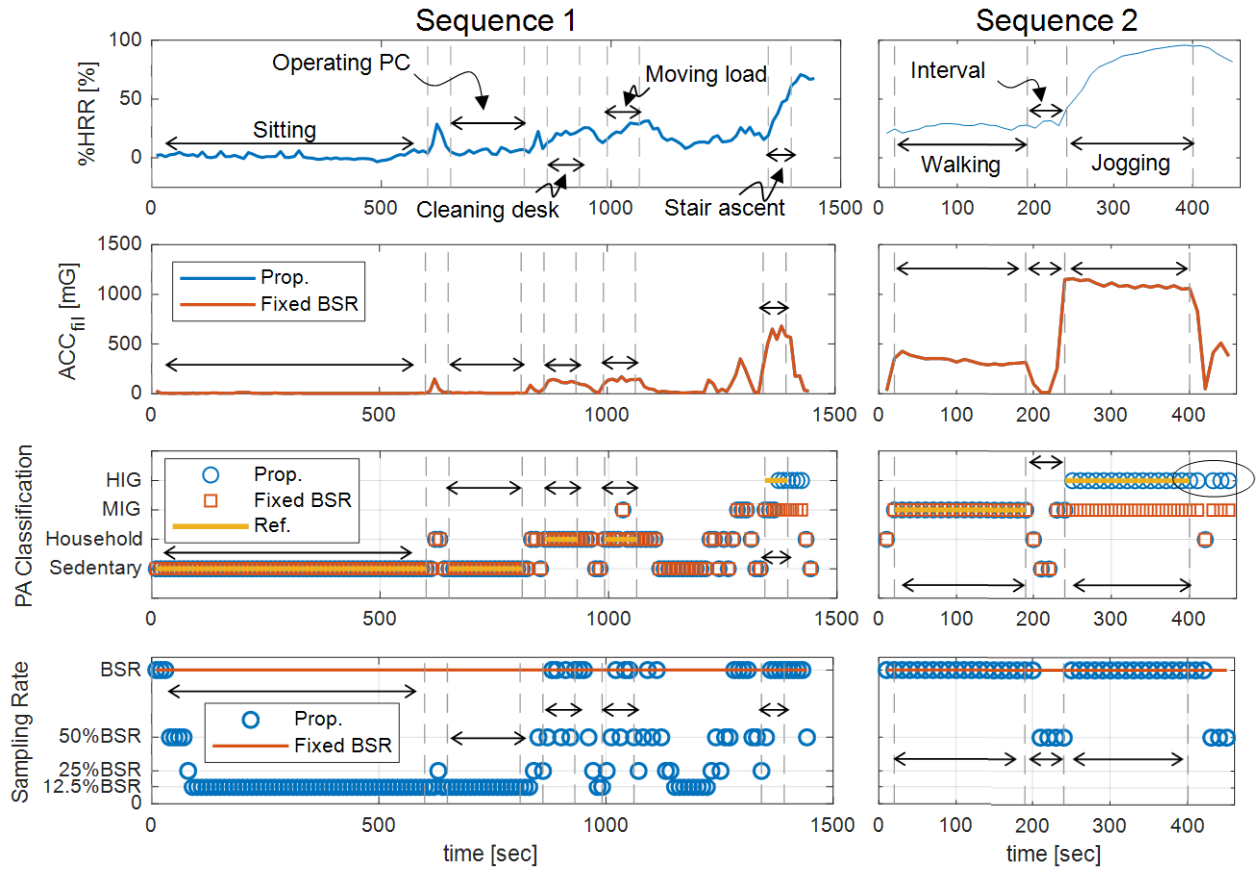 Sequence 1 Sequence 2
100
50
0
%HRR [%]
Operating PC
Moving load
Sitting
Cleaning desk
Stair ascent
0 500 1000 1500
Interval
Walking
Jogging
0 100 200 300 400
1500
1000
500
0
ACCfil [mG]
Prop.
Fixed BSR
0 500 1000 1500
0 100 200 300 400
PA Classification
HIG
MIG
Household
Sedentary
Prop.
Fixed BSR
Ref.
0 500 1000 1500
0 100 200 300 400
Sampling Rate
BSR
50%BSR
25%BSR
12.5%BSR
0
Prop.
Fixed BSR
0 500 1000 1500
0 100 200 300 400
time [sec] time [sec]